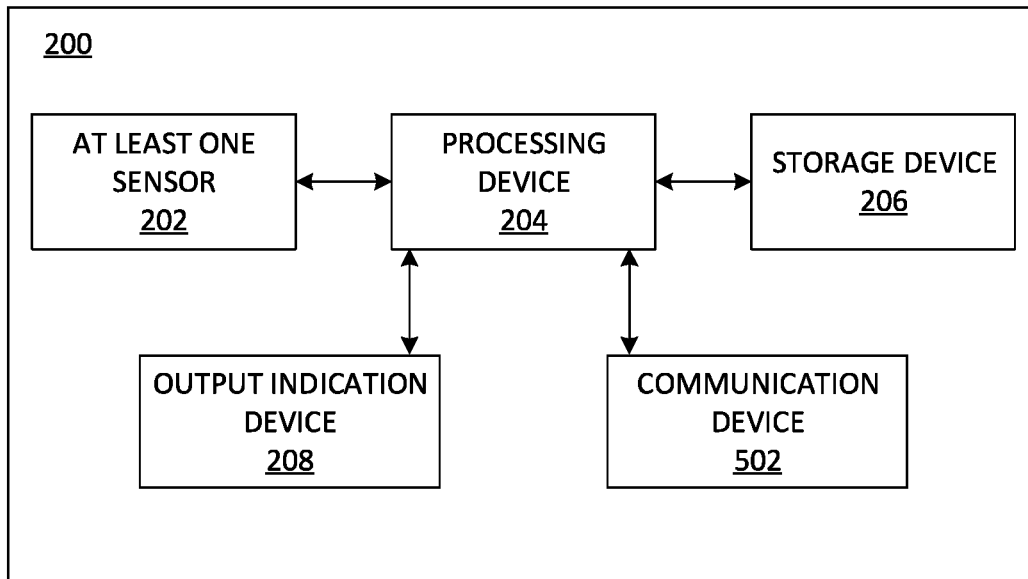 200
AT LEAST ONE
SENSOR
202
PROCESSING
DEVICE
204
STORAGE DEVICE
206
OUTPUT INDICATION
DEVICE
208
COMMUNICATION
DEVICE
502